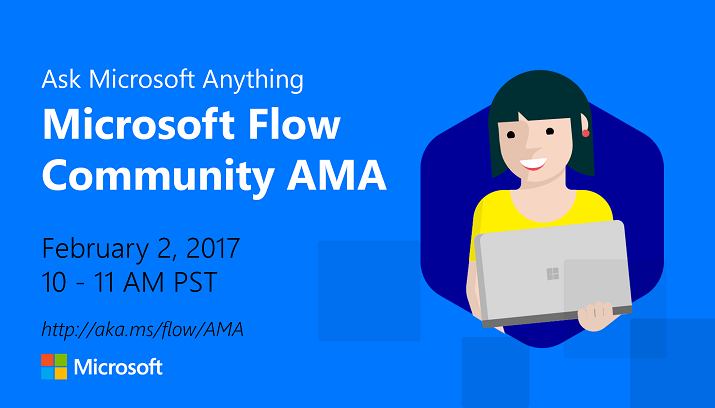 Ask Microsoft Anything
Microsoft Flow
Community AMA
February 2, 2017
10 - 11 AM PST
http://aka.ms/flow/AMA
Microsoft